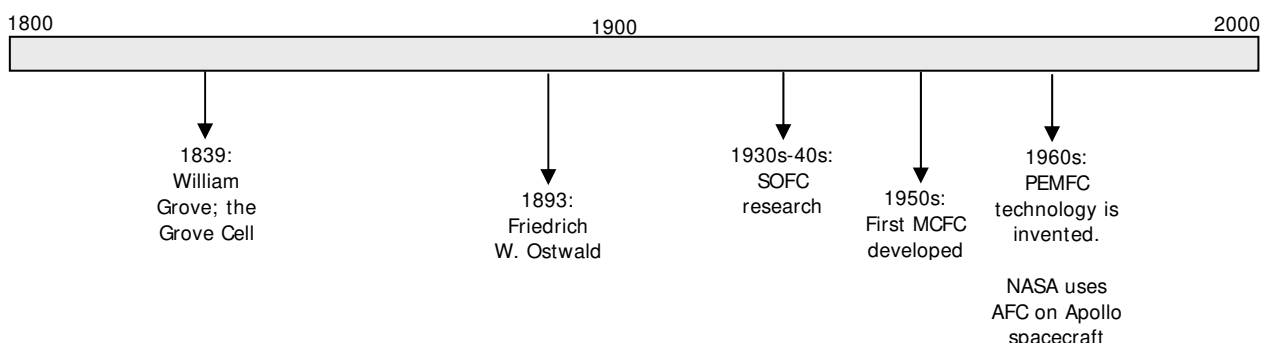 1800
1900
2000
1839:
William
Grove; the
Grove Cell
1893:
Friedrich
W. Ostwald
1930s-40s:
SOFC
research
1950s:
First MCFC
developed
1960s:
PEMFC
technology is
invented.
NASA uses
AFC on Apollo
spacecraft